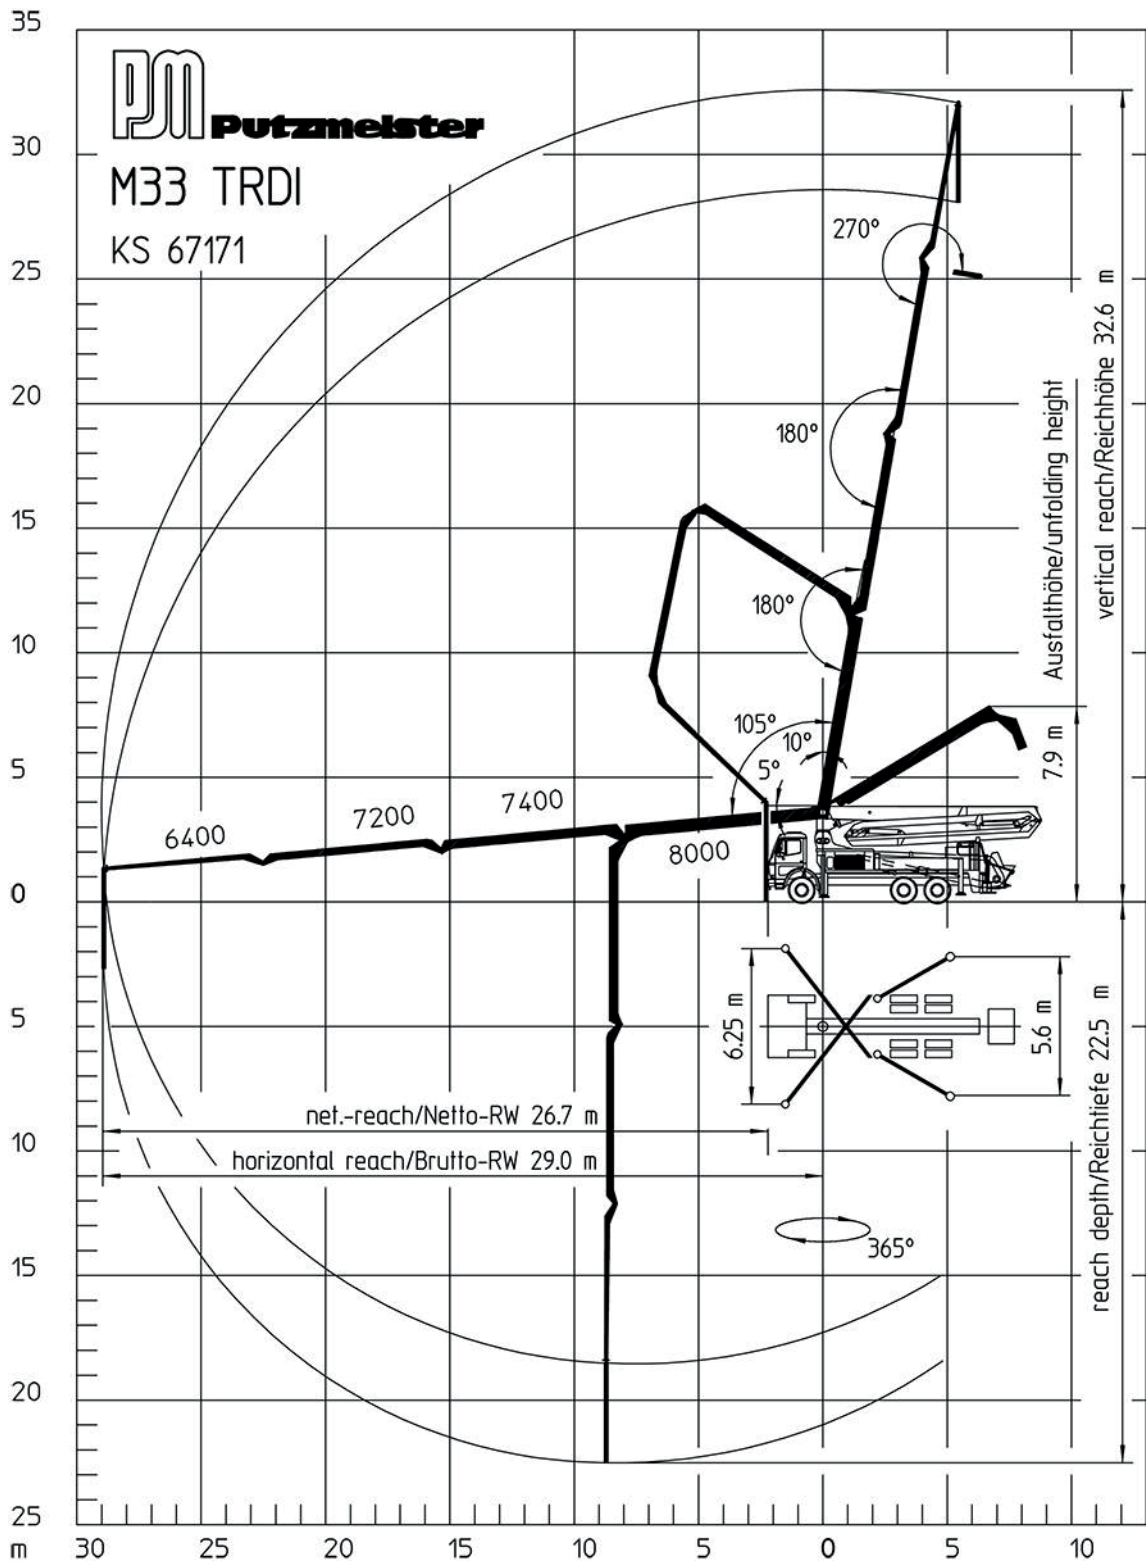 35
PM Putzmeister
30
M33 TRDI
KS 67171
270°
25
vertical reach/Reichhöhe 32.6 m
20
Ausfalthöhe/unfolding height
180°
15
180°
10
7.9 m
105°
10°
5°
5
7400
7200
6400
8000
0
6.25 m
5.6 m
5
reach depth/Reichtiefe 22.5 m
net.-reach/Netto-RW 26.7 m
10
horizontal reach/Brutto-RW 29.0 m
365°
15
20
25
m 30 25 20 15 10 5 0 5 10